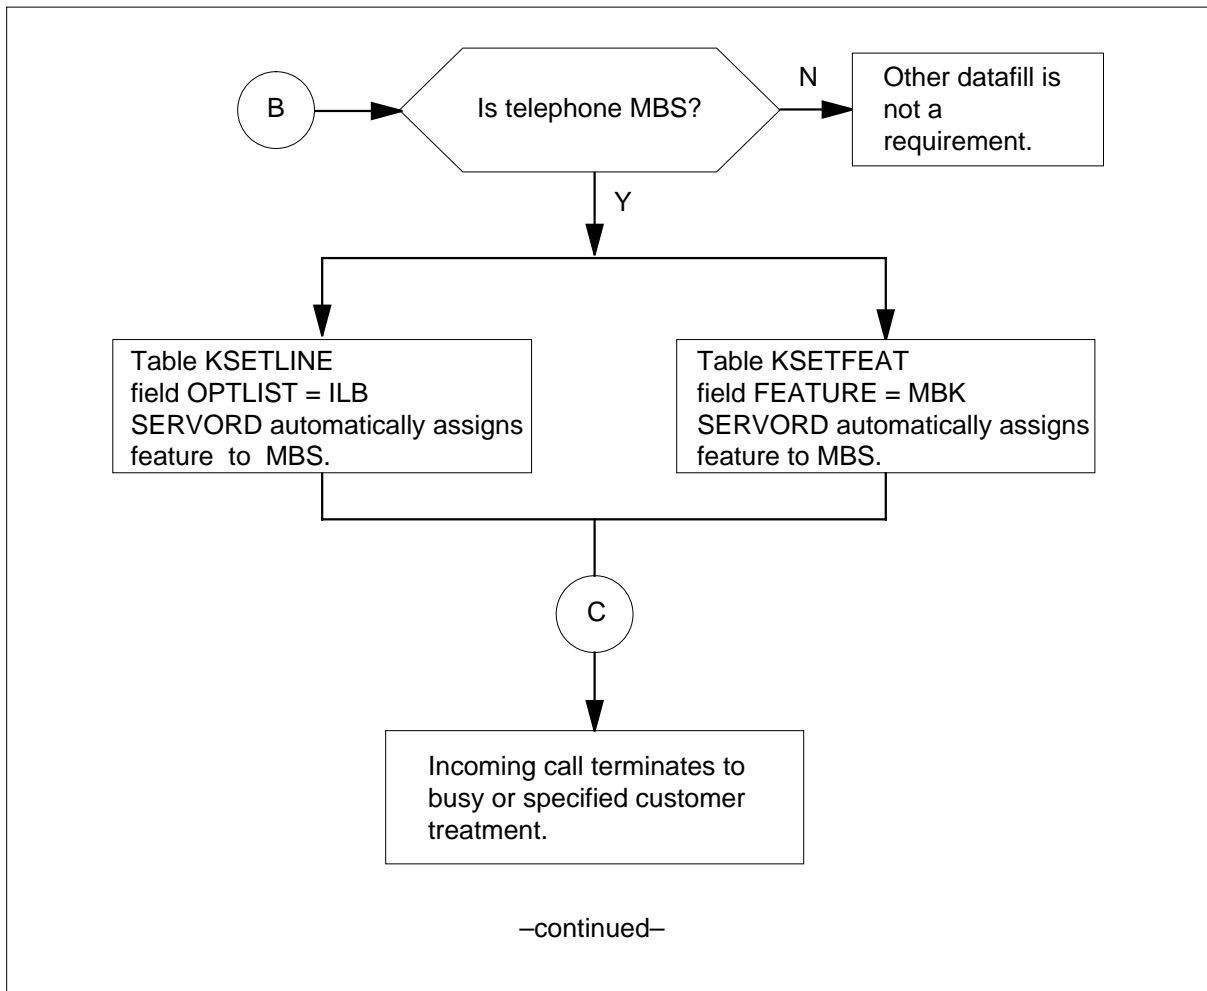 B
Is telephone MBS?
N
Other datafill is
not a
requirement.
Y
Table KSETLINE
field OPTLIST = ILB
SERVORD automatically assigns
feature to MBS.
Table KSETFEAT
field FEATURE = MBK
SERVORD automatically assigns
feature to MBS.
C
Incoming call terminates to
busy or specified customer
treatment.
–continued–